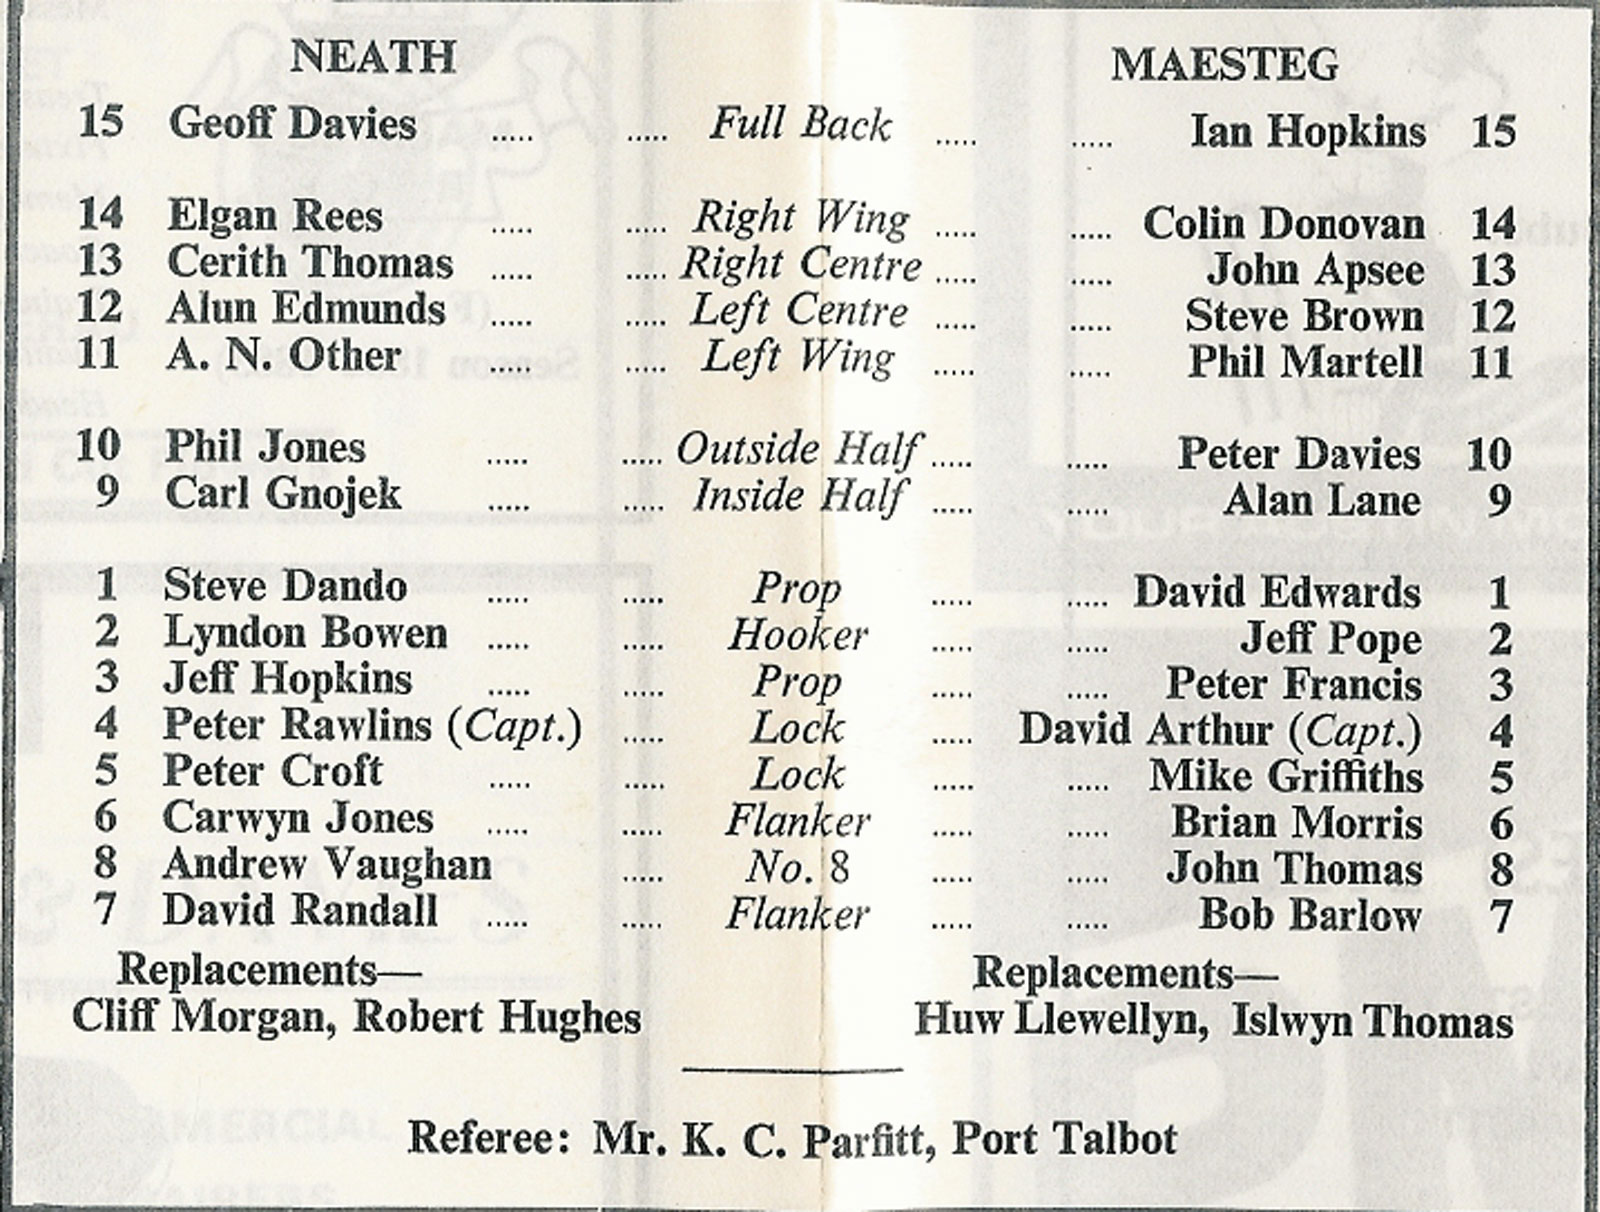 NEATH MAESTEG
15 Geoff Davies ..... ..... Full Back ..... ..... Ian Hopkins 15
14 Elgan Rees ..... ..... Right Wing ..... ..... Colin Donovan 14
13 Cerith Thomas ..... ..... Right Centre ..... ..... John Apsee 13
12 Alun Edmunds ..... ..... Left Centre ..... ..... Steve Brown 12
11 A. N. Other ..... ..... Left Wing ..... ..... Phil Martell 11
10 Phil Jones ..... ..... Outside Half ..... ..... Peter Davies 10
9 Carl Gnojek ..... ..... Inside Half ..... ..... Alan Lane 9
1 Steve Dando ..... ..... Prop ..... ..... David Edwards 1
2 Lyndon Bowen ..... ..... Hooker ..... ..... Jeff Pope 2
3 Jeff Hopkins ..... ..... Prop ..... ..... Peter Francis 3
4 Peter Rawlins (Capt.) ..... Lock ..... David Arthur (Capt.) 4
5 Peter Croft ..... ..... Lock ..... ..... Mike Griffiths 5
6 Carwyn Jones ..... ..... Flanker ..... ..... Brian Morris 6
8 Andrew Vaughan ..... No. 8 ..... ..... John Thomas 8
7 David Randall ..... ..... Flanker ..... ..... Bob Barlow 7
Replacements— Replacements—
Cliff Morgan, Robert Hughes Huw Llewellyn, Islwyn Thomas
Referee: Mr. K. C. Parfitt, Port Talbot